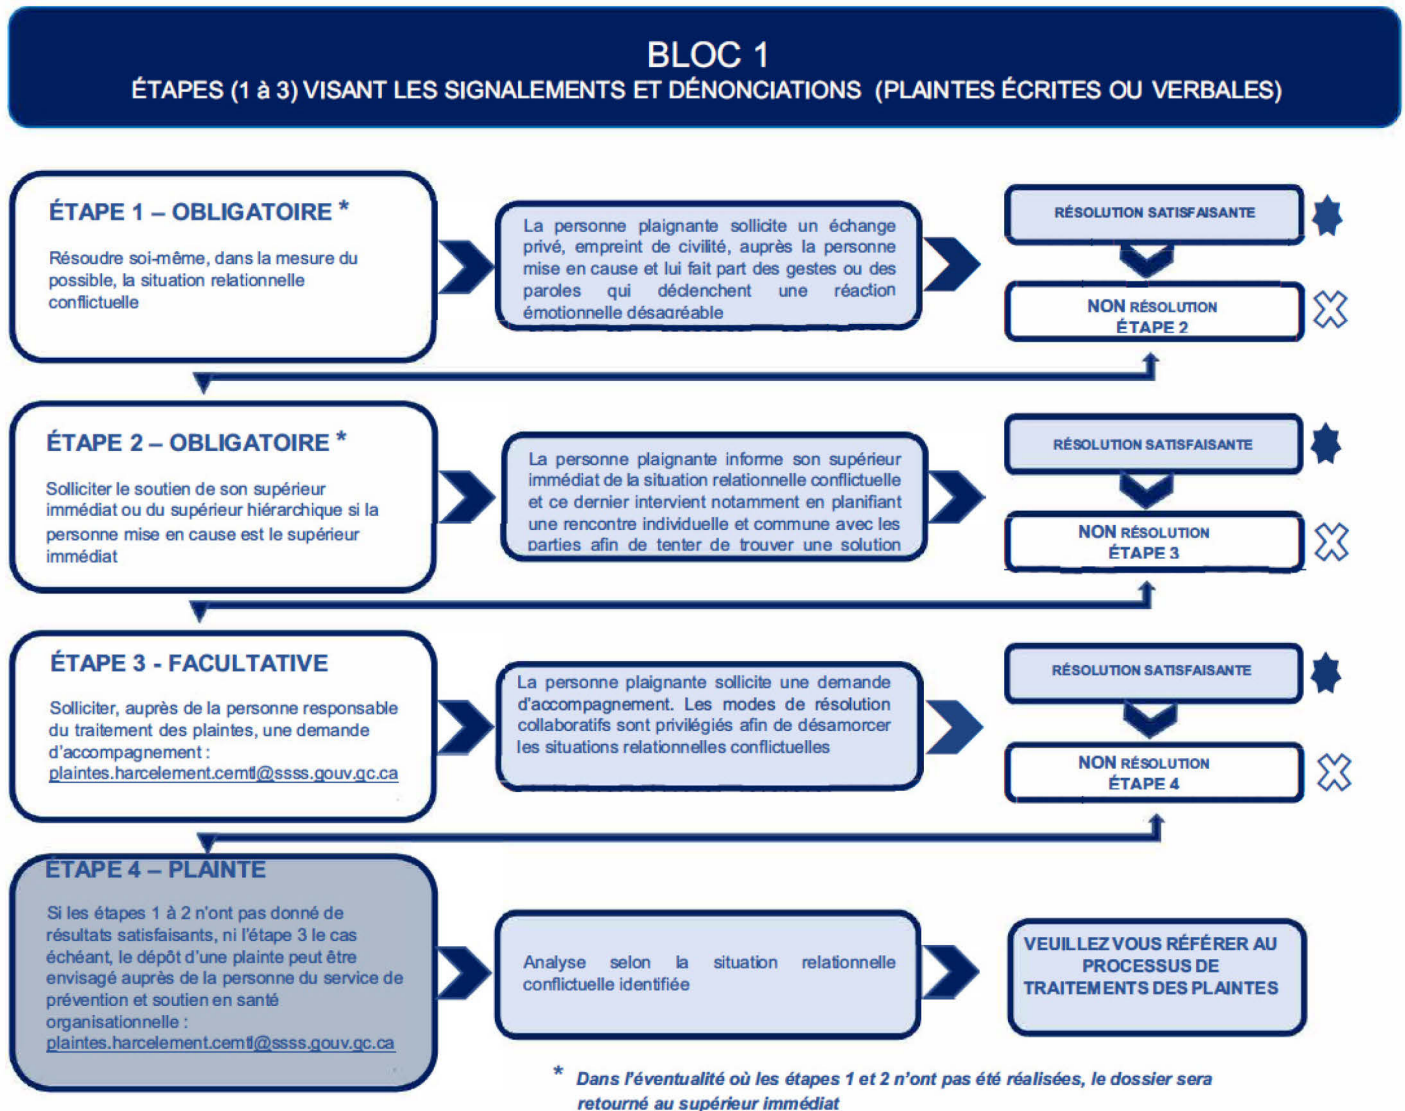 BLOC 1
ÉTAPES (1 à 3) VISANT LES SIGNALEMENTS ET DÉNONCIATIONS (PLAINTES ÉCRITES OU VERBALES)
ÉTAPE 1 – OBLIGATOIRE *
Résoudre soi-même, dans la mesure du
possible, la situation relationnelle
conflictuelle
La personne plaignante sollicite un échange
privé, empreint de civilité, auprès la personne
mise en cause et lui fait part des gestes ou des
paroles qui déclenchent une réaction
émotionnelle désagréable
RÉSOLUTION SATISFAISANTE
NON RÉSOLUTION
ÉTAPE 2
ÉTAPE 2 – OBLIGATOIRE *
Solliciter le soutien de son supérieur
immédiat ou du supérieur hiérarchique si la
personne mise en cause est le supérieur
immédiat
La personne plaignante informe son supérieur
immédiat de la situation relationnelle conflictuelle
et ce dernier intervient notamment en planifiant
une rencontre individuelle et commune avec les
parties afin de tenter de trouver une solution
RÉSOLUTION SATISFAISANTE
NON RÉSOLUTION
ÉTAPE 3
ÉTAPE 3 - FACULTATIVE
Solliciter, auprès de la personne responsable
du traitement des plaintes, une demande
d'accompagnement :
plaintes.harcelement.cemtl@ssss.gouv.qc.ca
La personne plaignante sollicite une demande
d'accompagnement. Les modes de résolution
collaboratifs sont privilégiés afin de désamorcer
les situations relationnelles conflictuelles
RÉSOLUTION SATISFAISANTE
NON RÉSOLUTION
ÉTAPE 4
ÉTAPE 4 – PLAINTE
Si les étapes 1 à 2 n'ont pas donné de
résultats satisfaisants, ni l'étape 3 le cas
échéant, le dépôt d'une plainte peut être
envisagé auprès de la personne du service de
prévention et soutien en santé
organisationnelle :
plaintes.harcelement.cemtl@ssss.gouv.qc.ca
Analyse selon la situation relationnelle
conflictuelle identifiée
VEUILLEZ VOUS RÉFÉRER AU
PROCESSUS DE
TRAITEMENTS DES PLAINTES
* Dans l'éventualité où les étapes 1 et 2 n'ont pas été réalisées, le dossier sera
retourné au supérieur immédiat